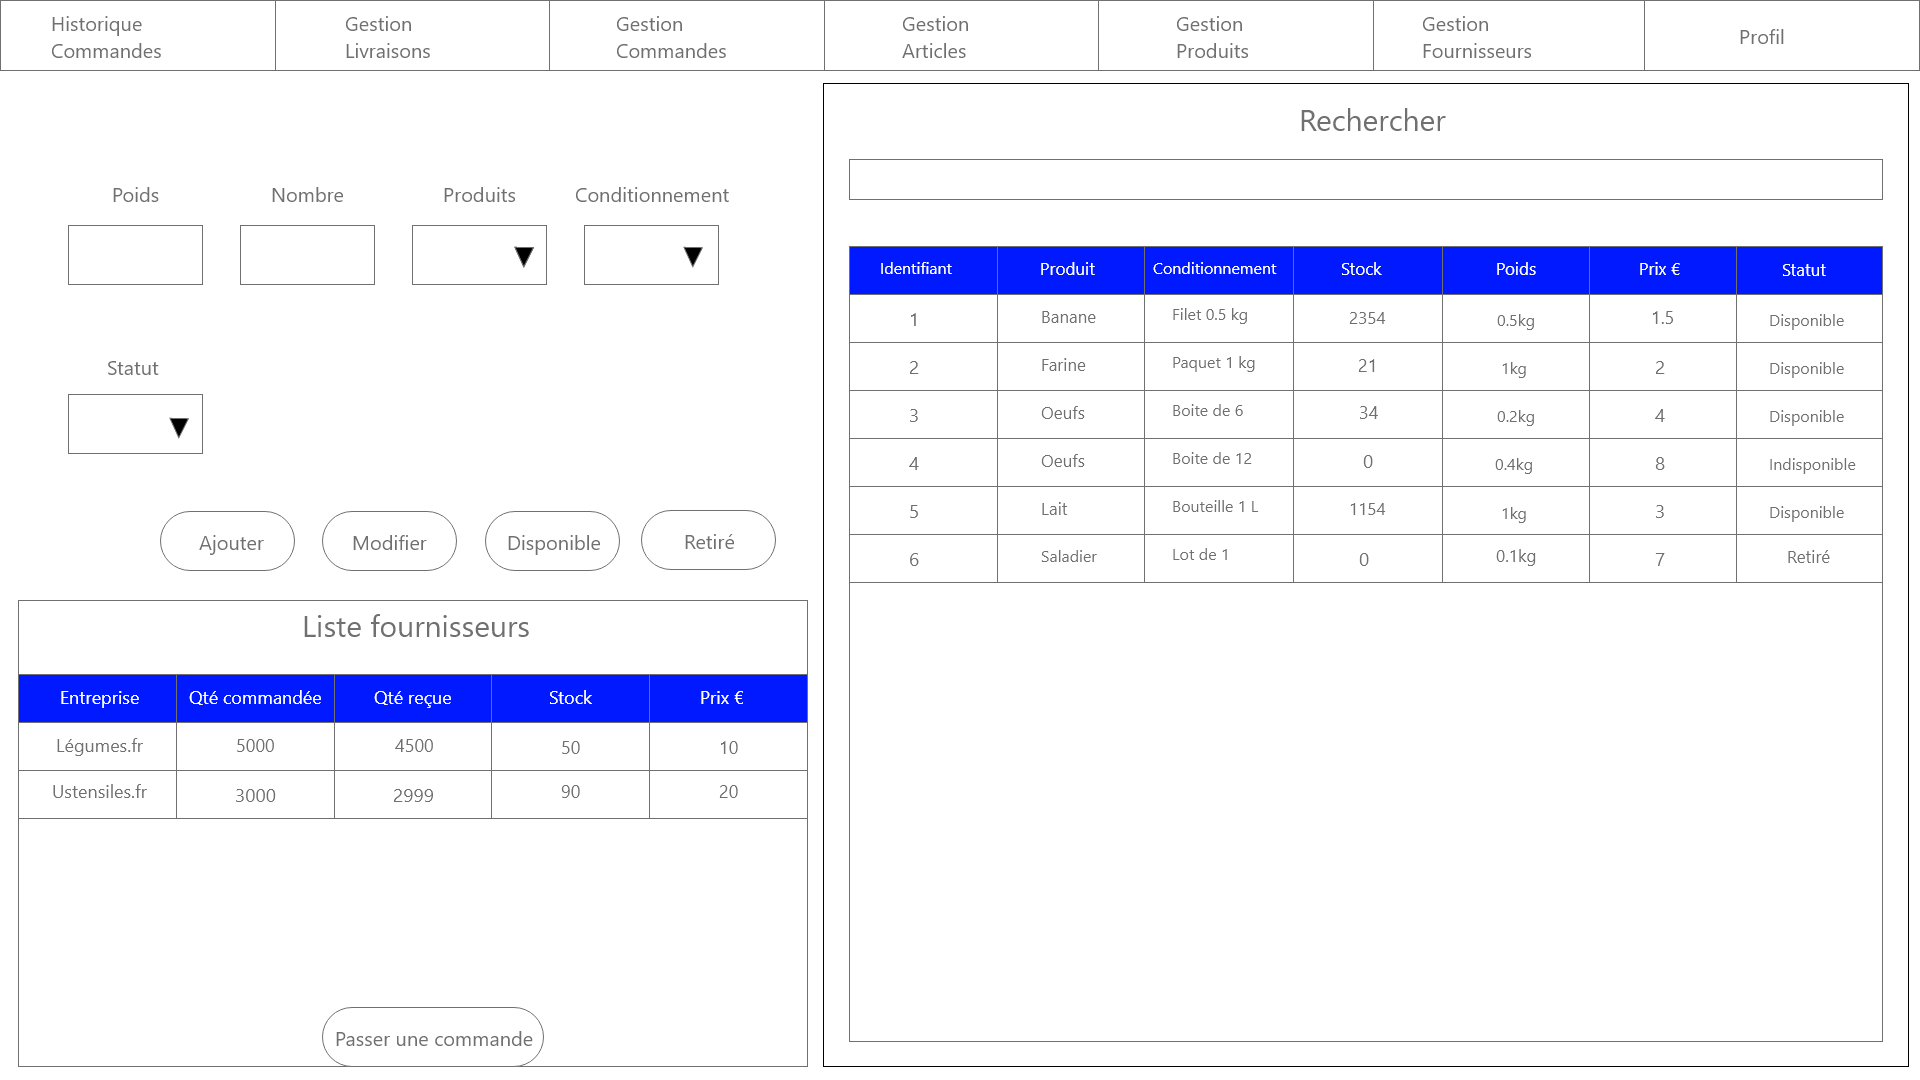 Historique
Commandes
Gestion
Livraisons
Gestion
Commandes
Gestion
Articles
Gestion
Produits
Gestion
Fournisseurs
Profil
Poids Nombre Produits Conditionnement
Statut
Ajouter Modifier Disponible Retiré
Liste fournisseurs
Entreprise Qté commandée Qté reçue Stock Prix €
Légumes.fr 5000 4500 50 10
Ustensiles.fr 3000 2999 90 20
Passer une commande
Rechercher
Identifiant Produit Conditionnement Stock Poids Prix € Statut
1 Banane Filet 0.5 kg 2354 0.5kg 1.5 Disponible
2 Farine Paquet 1 kg 21 1kg 2 Disponible
3 Oeufs Boite de 6 34 0.2kg 4 Disponible
4 Oeufs Boite de 12 0 0.4kg 8 Indisponible
5 Lait Bouteille 1 L 1154 1kg 3 Disponible
6 Saladier Lot de 1 0 0.1kg 7 Retiré